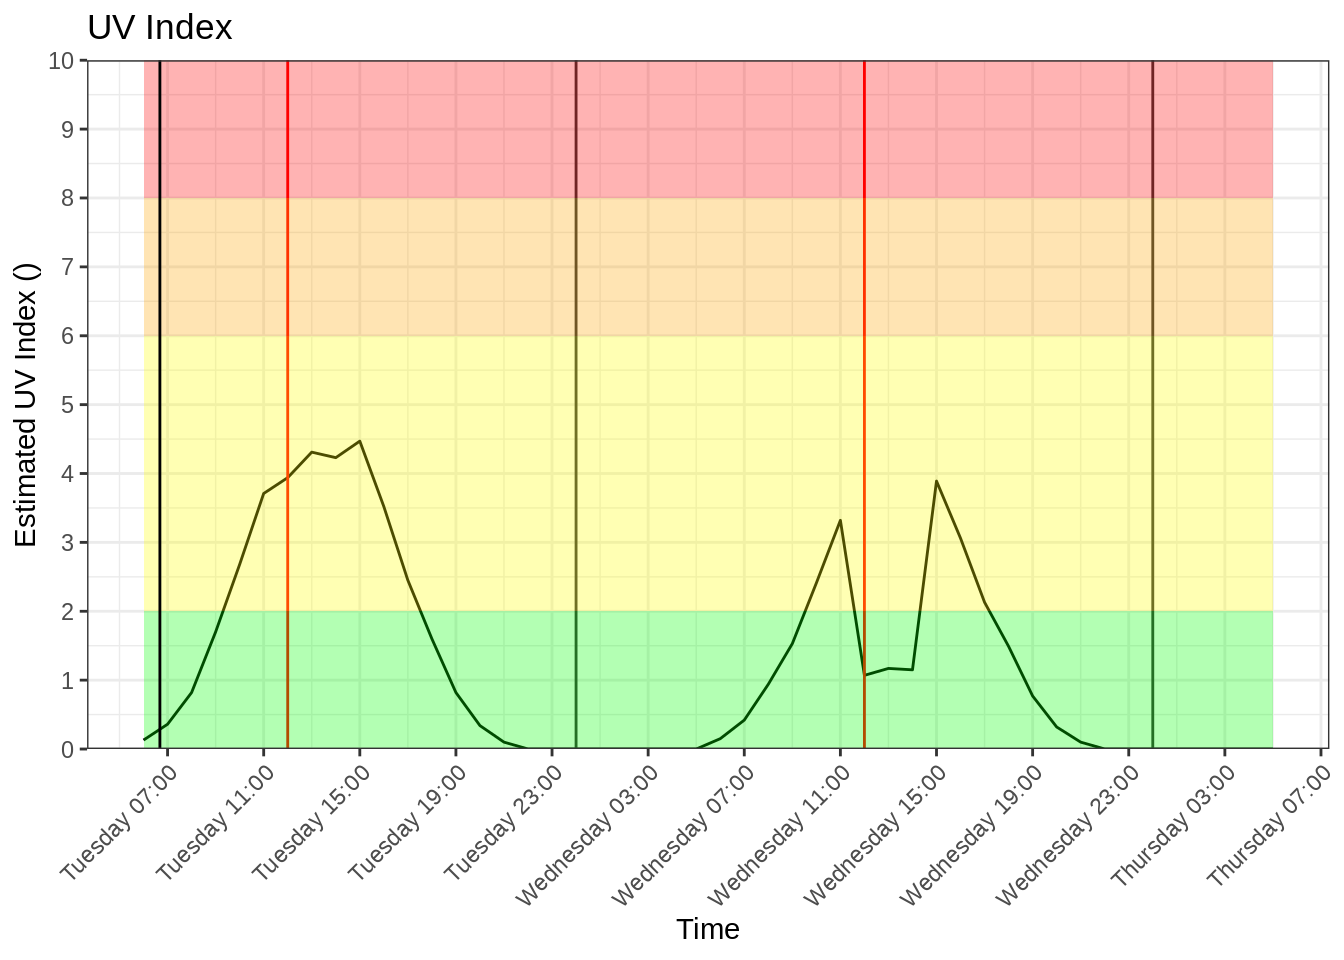 UV Index
Estimated UV Index ()
10
9
8
7
6
5
4
3
2
1
0
Tuesday 07:00
Tuesday 11:00
Tuesday 15:00
Tuesday 19:00
Tuesday 23:00
Wednesday 03:00
Wednesday 07:00
Wednesday 11:00
Wednesday 15:00
Wednesday 19:00
Wednesday 23:00
Thursday 03:00
Thursday 07:00
Time